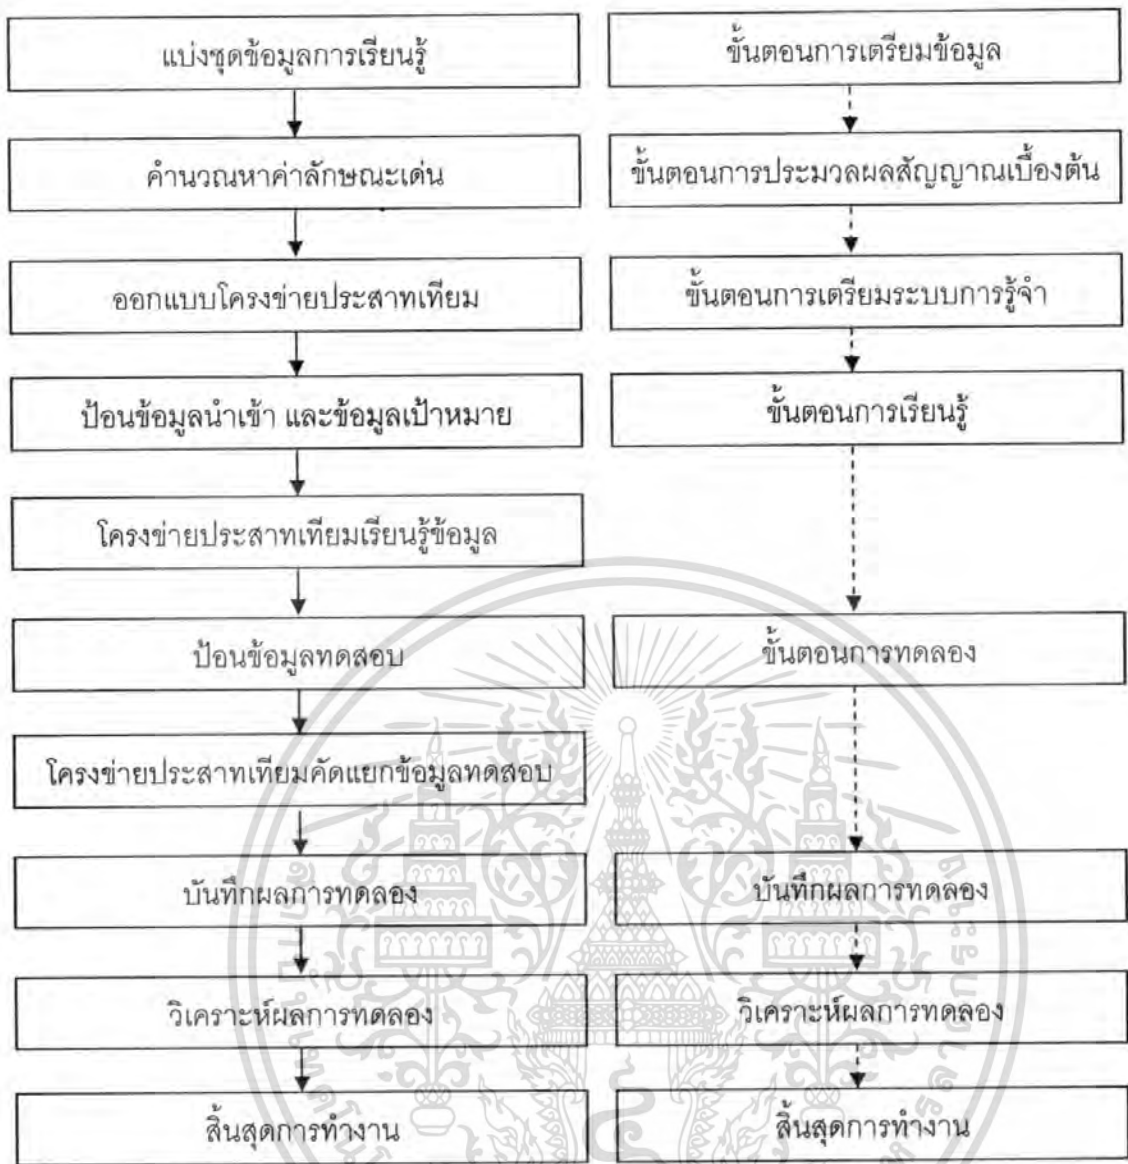 แบ่งชุดข้อมูลการเรียนรู้
ขั้นตอนการเตรียมข้อมูล
คำนวณหาค่าลักษณะเด่น
ขั้นตอนการประมวลผลสัญญาณเบื้องต้น
ออกแบบโครงข่ายประสาทเทียม
ขั้นตอนการเตรียมระบบการรู้จำ
ป้อนข้อมูลนำเข้า และข้อมูลเป้าหมาย
ขั้นตอนการเรียนรู้
โครงข่ายประสาทเทียมเรียนรู้ข้อมูล
ป้อนข้อมูลทดสอบ
ขั้นตอนการทดลอง
โครงข่ายประสาทเทียมคัดแยกข้อมูลทดสอบ
บันทึกผลการทดลอง
บันทึกผลการทดลอง
วิเคราะห์ผลการทดลอง
วิเคราะห์ผลการทดลอง
สิ้นสุดการทำงาน
สิ้นสุดการทำงาน